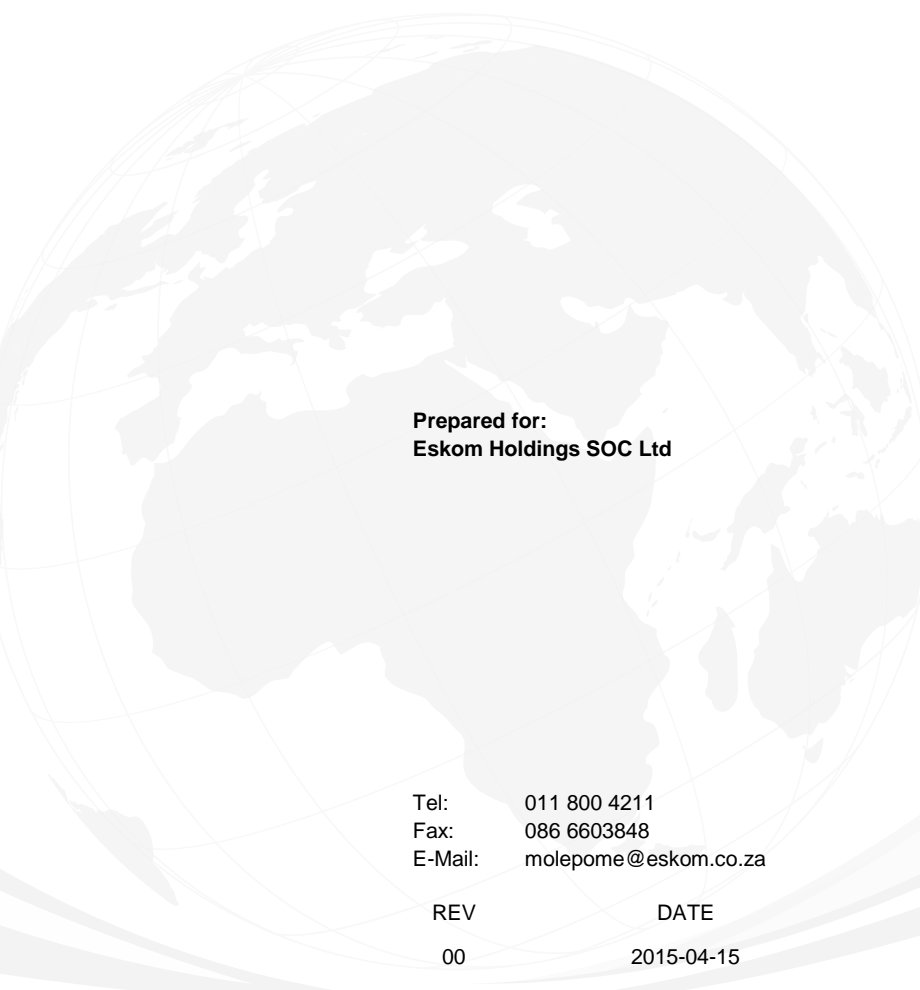 Prepared for:
Eskom Holdings SOC Ltd
Tel: 011 800 4211
Fax: 086 6603848
E-Mail: molepome@eskom.co.za
REV DATE
00 2015-04-15